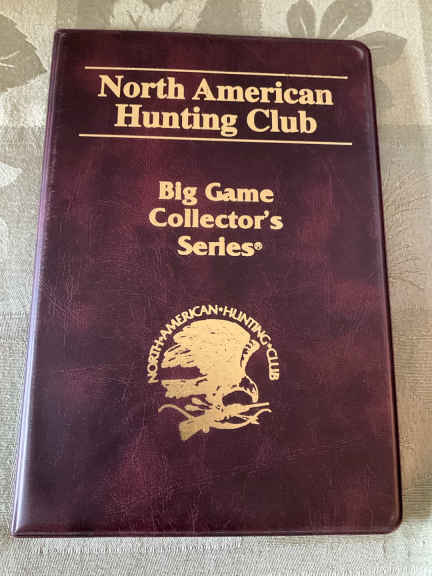 North American
Hunting Club
Big Game
Collector's
Series®
NORTH•AMERICAN•HUNTING•CLUB